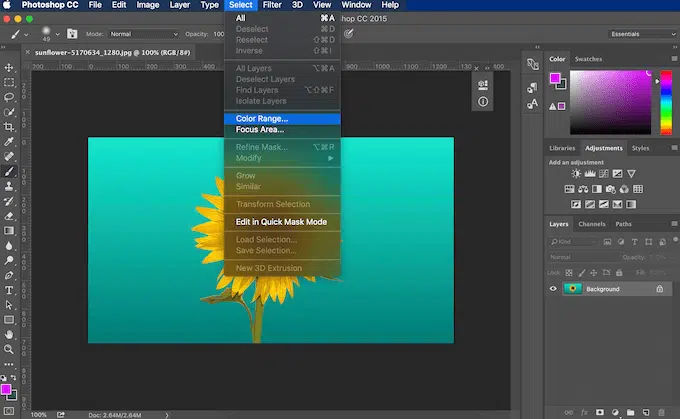 Photoshop CC File Edit Image Layer Type Select Filter 3D View Window Help
shop CC 2015
49 Mode: Normal Opacity: 100% Essentials
sunflower-5170634_1280.jpg @ 100% (RGB/8#)
All ⌘A
Deselect ⌘D
Reselect ⇧⌘D
Inverse ⇧⌘I
All Layers ⌥⌘A
Deselect Layers
Find Layers ⌥⇧⌘F
Isolate Layers
Color Range...
Focus Area...
Refine Mask... ⌥⌘R
Modify
Grow
Similar
Transform Selection
Edit in Quick Mask Mode
Load Selection...
Save Selection...
New 3D Extrusion
Color Swatches
Libraries Adjustments Styles
Add an adjustment
Layers Channels Paths
Kind
Normal Opacity:
Lock: Fill:
Background
100% Doc: 2.64M/2.64M